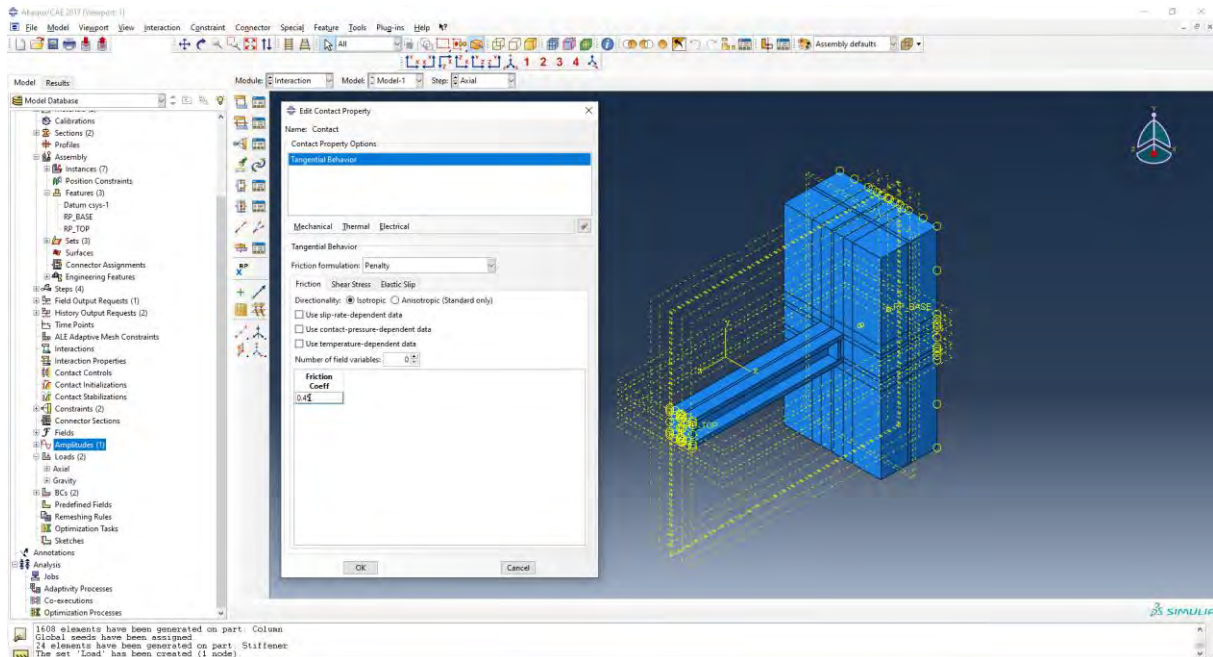 Abaqus/CAE 2017 [Viewport: 1]
File Model Viewport View Interaction Constraint Connector Special Feature Tools Plug-ins Help
All
Assembly defaults
1 2 3 4
Model Results
Module: Interaction Model: Model-1 Step: Axial
Model Database
Calibrations
Sections (2)
Profiles
Assembly
Instances (7)
Position Constraints
Features (3)
Datum csys-1
RP_BASE
RP_TOP
Sets (3)
Surfaces
Connector Assignments
Engineering Features
Steps (4)
Field Output Requests (1)
History Output Requests (2)
Time Points
ALE Adaptive Mesh Constraints
Interactions
Interaction Properties
Contact Controls
Contact Initializations
Contact Stabilizations
Constraints (2)
Connector Sections
Fields
Amplitudes (1)
Loads (2)
Axial
Gravity
BCs (2)
Predefined Fields
Remeshing Rules
Optimization Tasks
Sketches
Annotations
Analysis
Jobs
Adaptivity Processes
Co-executions
Optimization Processes
RP
Edit Contact Property
Name: Contact
Contact Property Options
Tangential Behavior
Mechanical Thermal Electrical
Tangential Behavior
Friction formulation: Penalty
Friction Shear Stress Elastic Slip
Directionality: Isotropic Anisotropic (Standard only)
Use slip-rate-dependent data
Use contact-pressure-dependent data
Use temperature-dependent data
Number of field variables: 0
Friction
Coeff
0.45
OK Cancel
RP_BASE
SIMULIA
1608 elements have been generated on part: Column
Global seeds have been assigned.
24 elements have been generated on part: Stiffener
The set 'Load' has been created (1 node)